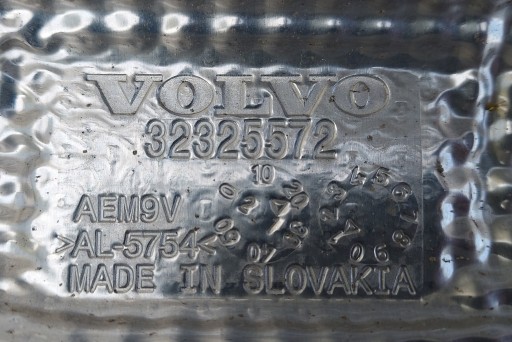 VOLVO
32325572
10
AEM9V
>AL-5754<
MADE IN SLOVAKIA